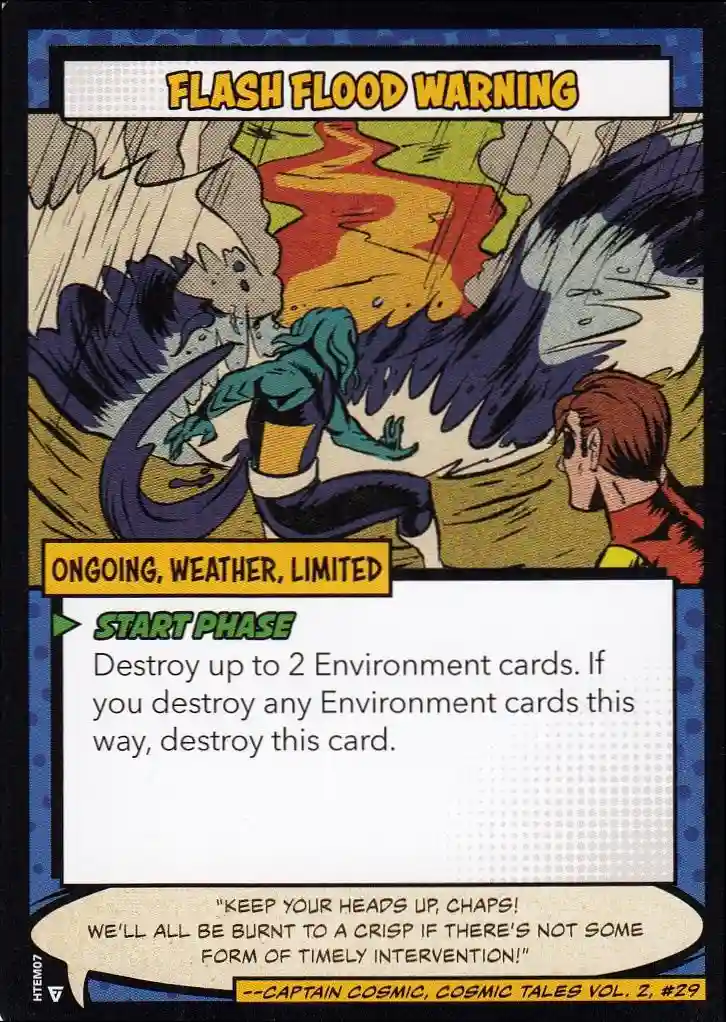 FLASH FLOOD WARNING
ONGOING, WEATHER, LIMITED
START PHASE
Destroy up to 2 Environment cards. If
you destroy any Environment cards this
way, destroy this card.
"KEEP YOUR HEADS UP, CHAPS!
WE'LL ALL BE BURNT TO A CRISP IF THERE'S NOT SOME
FORM OF TIMELY INTERVENTION!"
--CAPTAIN COSMIC, COSMIC TALES VOL. 2, #29
HTEM07